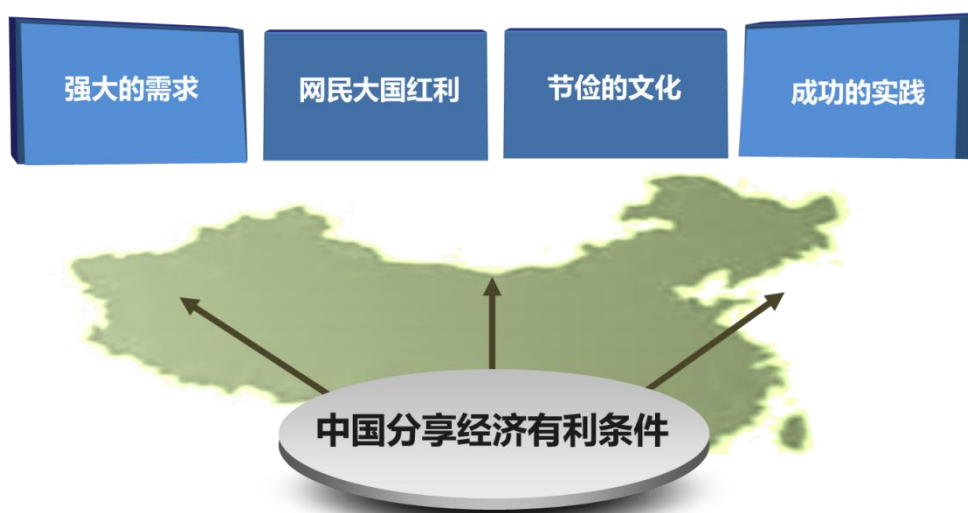 强大的需求
网民大国红利
节俭的文化
成功的实践
中国分享经济有利条件